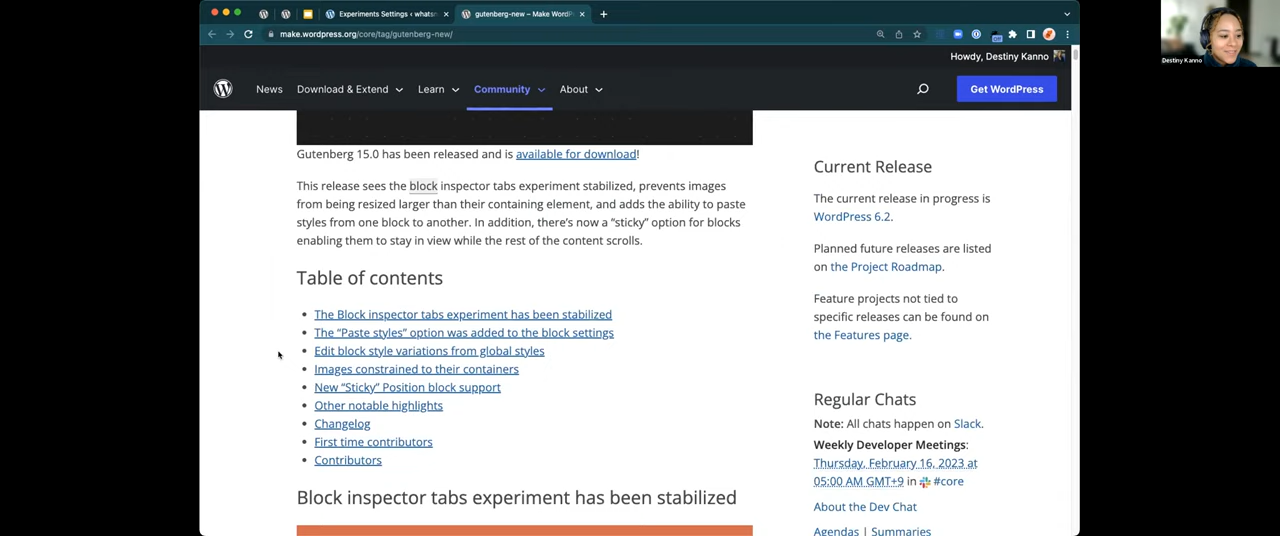 Experiments Settings ‹ whatsn
gutenberg-new – Make WordPr
make.wordpress.org/core/tag/gutenberg-new/
Destiny Kanno
Howdy, Destiny Kanno
News
Download & Extend
Learn
Community
About
Get WordPress
Gutenberg 15.0 has been released and is available for download!
This release sees the block inspector tabs experiment stabilized, prevents images
from being resized larger than their containing element, and adds the ability to paste
styles from one block to another. In addition, there’s now a “sticky” option for blocks
enabling them to stay in view while the rest of the content scrolls.
Table of contents
The Block inspector tabs experiment has been stabilized
The “Paste styles” option was added to the block settings
Edit block style variations from global styles
Images constrained to their containers
New “Sticky” Position block support
Other notable highlights
Changelog
First time contributors
Contributors
Block inspector tabs experiment has been stabilized
Current Release
The current release in progress is
WordPress 6.2.
Planned future releases are listed
on the Project Roadmap.
Feature projects not tied to
specific releases can be found on
the Features page.
Regular Chats
Note: All chats happen on Slack.
Weekly Developer Meetings:
Thursday, February 16, 2023 at
05:00 AM GMT+9 in #core
About the Dev Chat
Agendas | Summaries